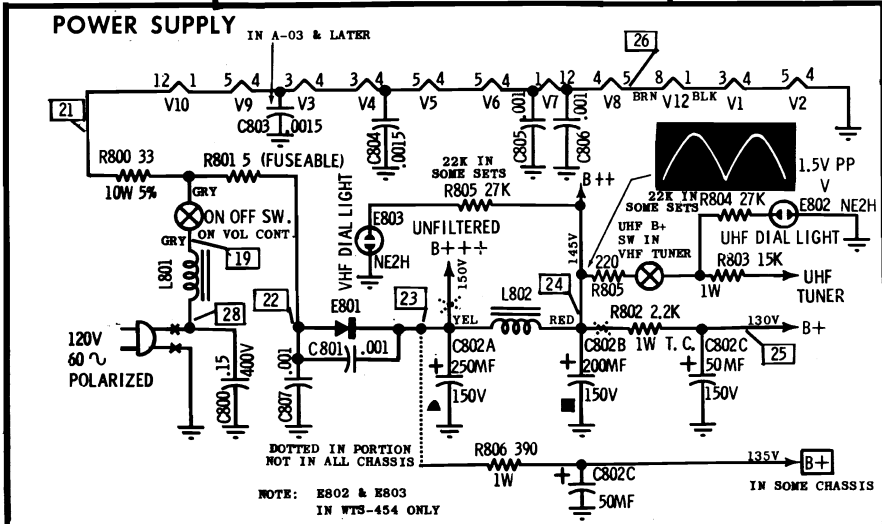 POWER SUPPLY
IN A-03 & LATER
26
12 1
5 4
3 4
3 4
5 4
5 4
1 12
4 5
8 1
3 4
5 4
V10
V9
V3
V4
V5
V6
V7
V8
BRN
V12
BLK
V1
V2
21
C803
.0015
C804
.0015
C805
.001
C806
.001
R800 33
10W 5%
R801 5 (FUSEABLE)
22K IN
SOME SETS
R805 27K
B++
1.5V PP
V
22K IN
SOME SETS
R804 27K
E802 NE2H
GRY
ON OFF SW.
ON VOL CONT.
GRY
19
L801
VHF DIAL LIGHT
E803
NE2H
UNFILTERED
B+++
150V
145V
UHF B+
SW IN
VHF TUNER
UHF DIAL LIGHT
220
R805
R803 15K
1W
UHF
TUNER
28
22
E801
23
L802
24
YEL
RED
R802 2.2K
1W
T. C.
130V
B+
25
120V
60 ∿
POLARIZED
C800
.15
400V
C807
.001
C801
.001
C802A
+
250MF
150V
C802B
+
200MF
150V
C802C
+
50MF
150V
DOTTED IN PORTION
NOT IN ALL CHASSIS
R806 390
1W
135V
B+
IN SOME CHASSIS
+
C802C
50MF
NOTE: E802 & E803
IN WTS-454 ONLY